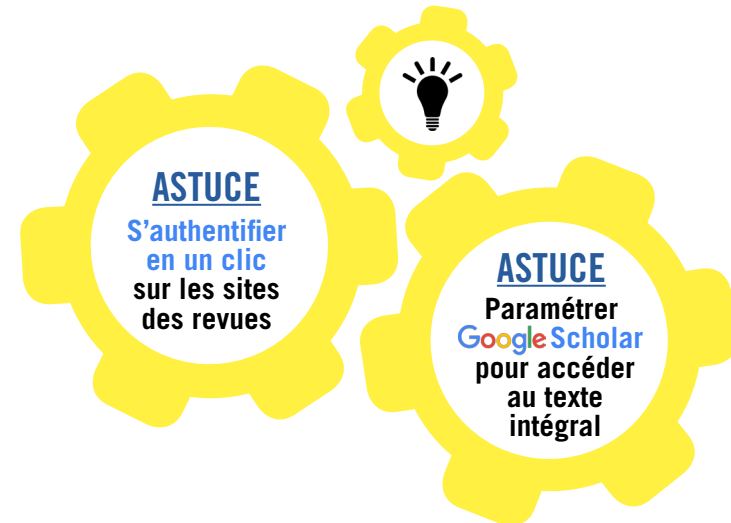 ASTUCE
S’authentifier
en un clic
sur les sites
des revues
ASTUCE
Paramétrer
Google Scholar
pour accéder
au texte
intégral